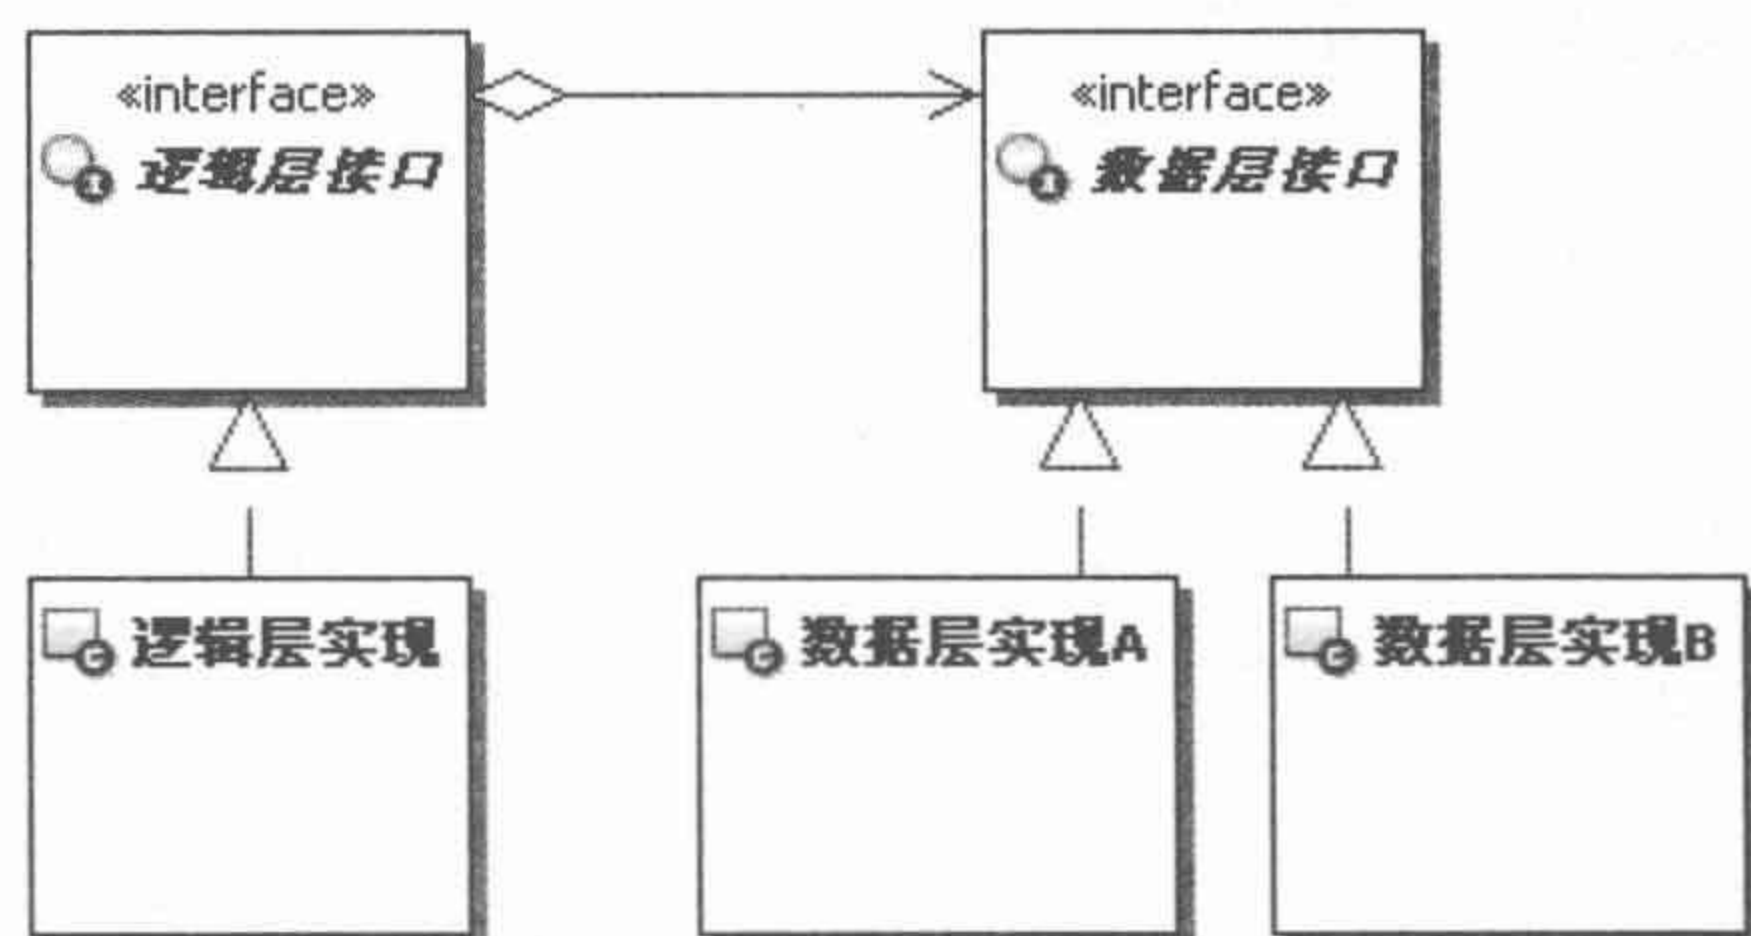 «interface»
逻辑层接口
«interface»
数据层接口
逻辑层实现
数据层实现A
数据层实现B